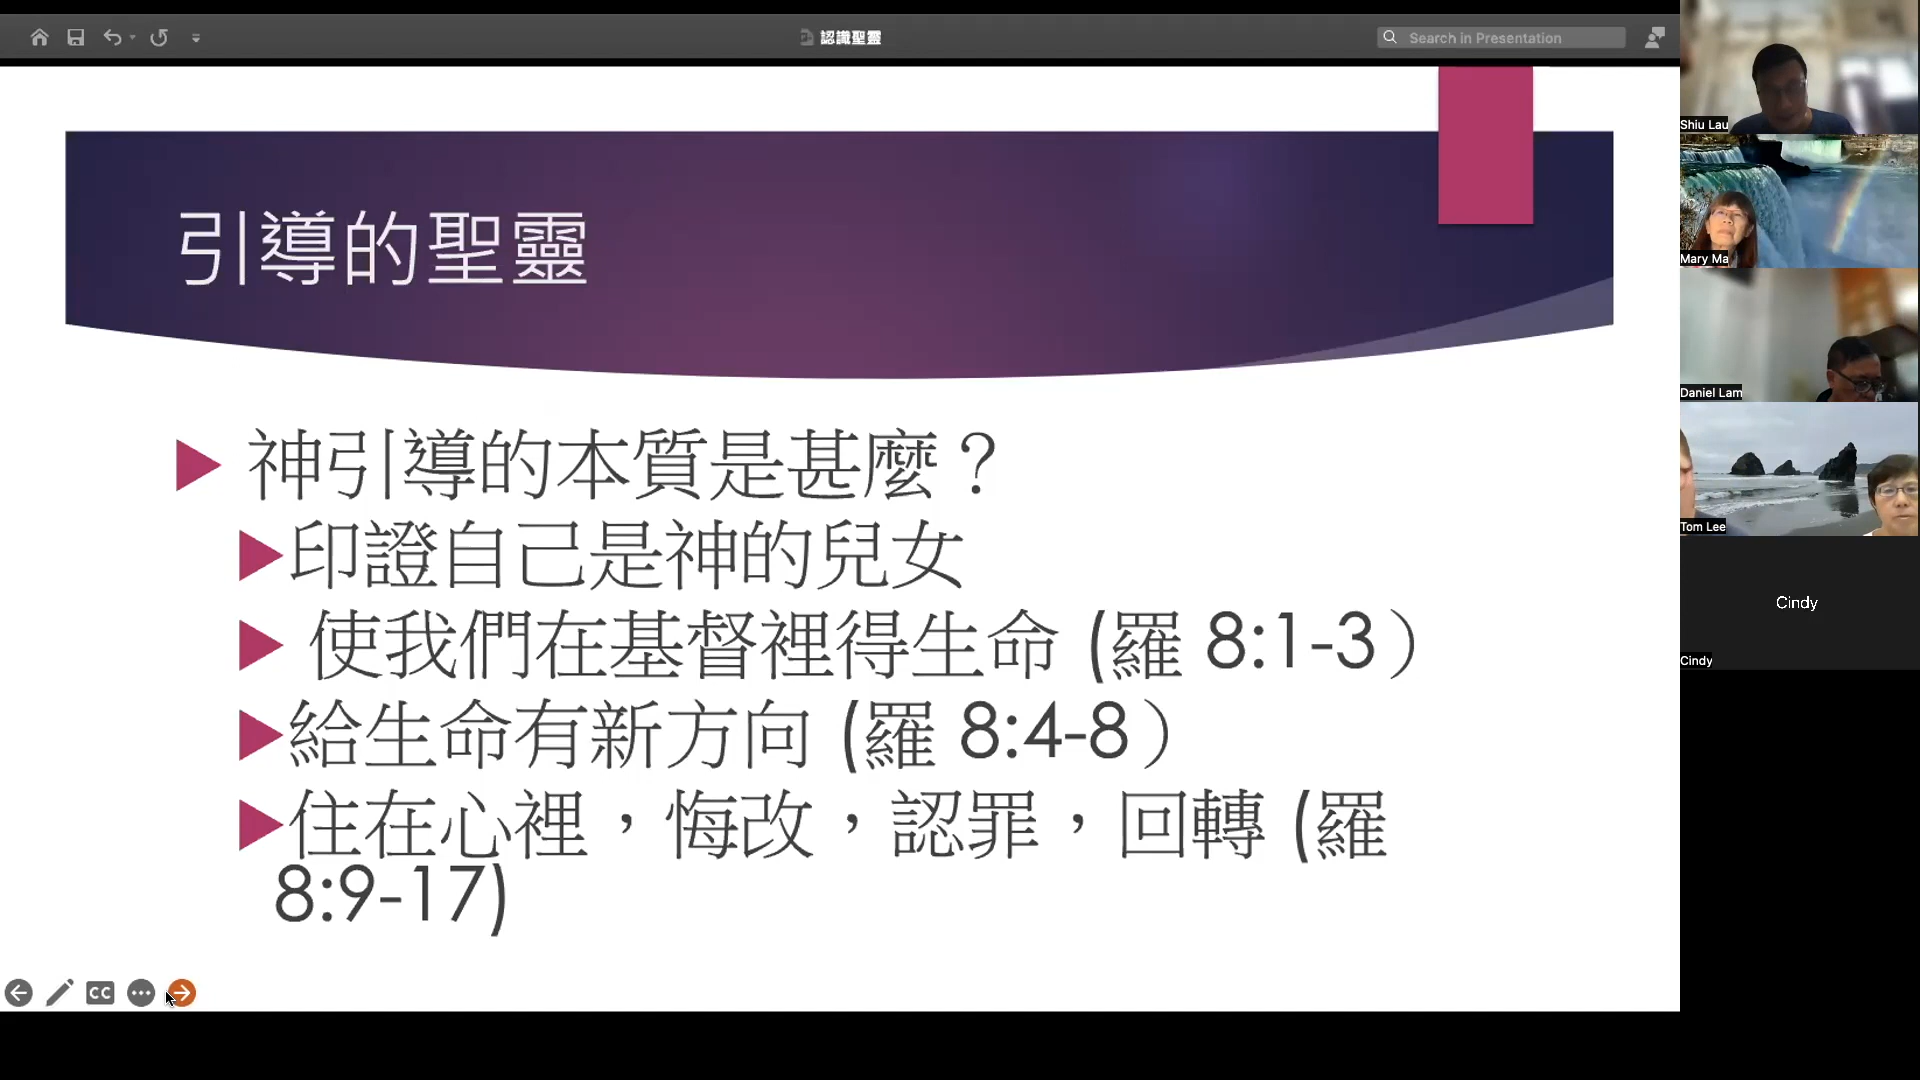 認識聖靈
Search in Presentation
引導的聖靈
神引導的本質是甚麼？
印證自己是神的兒女
使我們在基督裡得生命 (羅 8:1-3）
給生命有新方向 (羅 8:4-8）
住在心裡，悔改，認罪，回轉 (羅
8:9-17)
CC
Shiu Lau
Mary Ma
Daniel Lam
Tom Lee
Cindy
Cindy